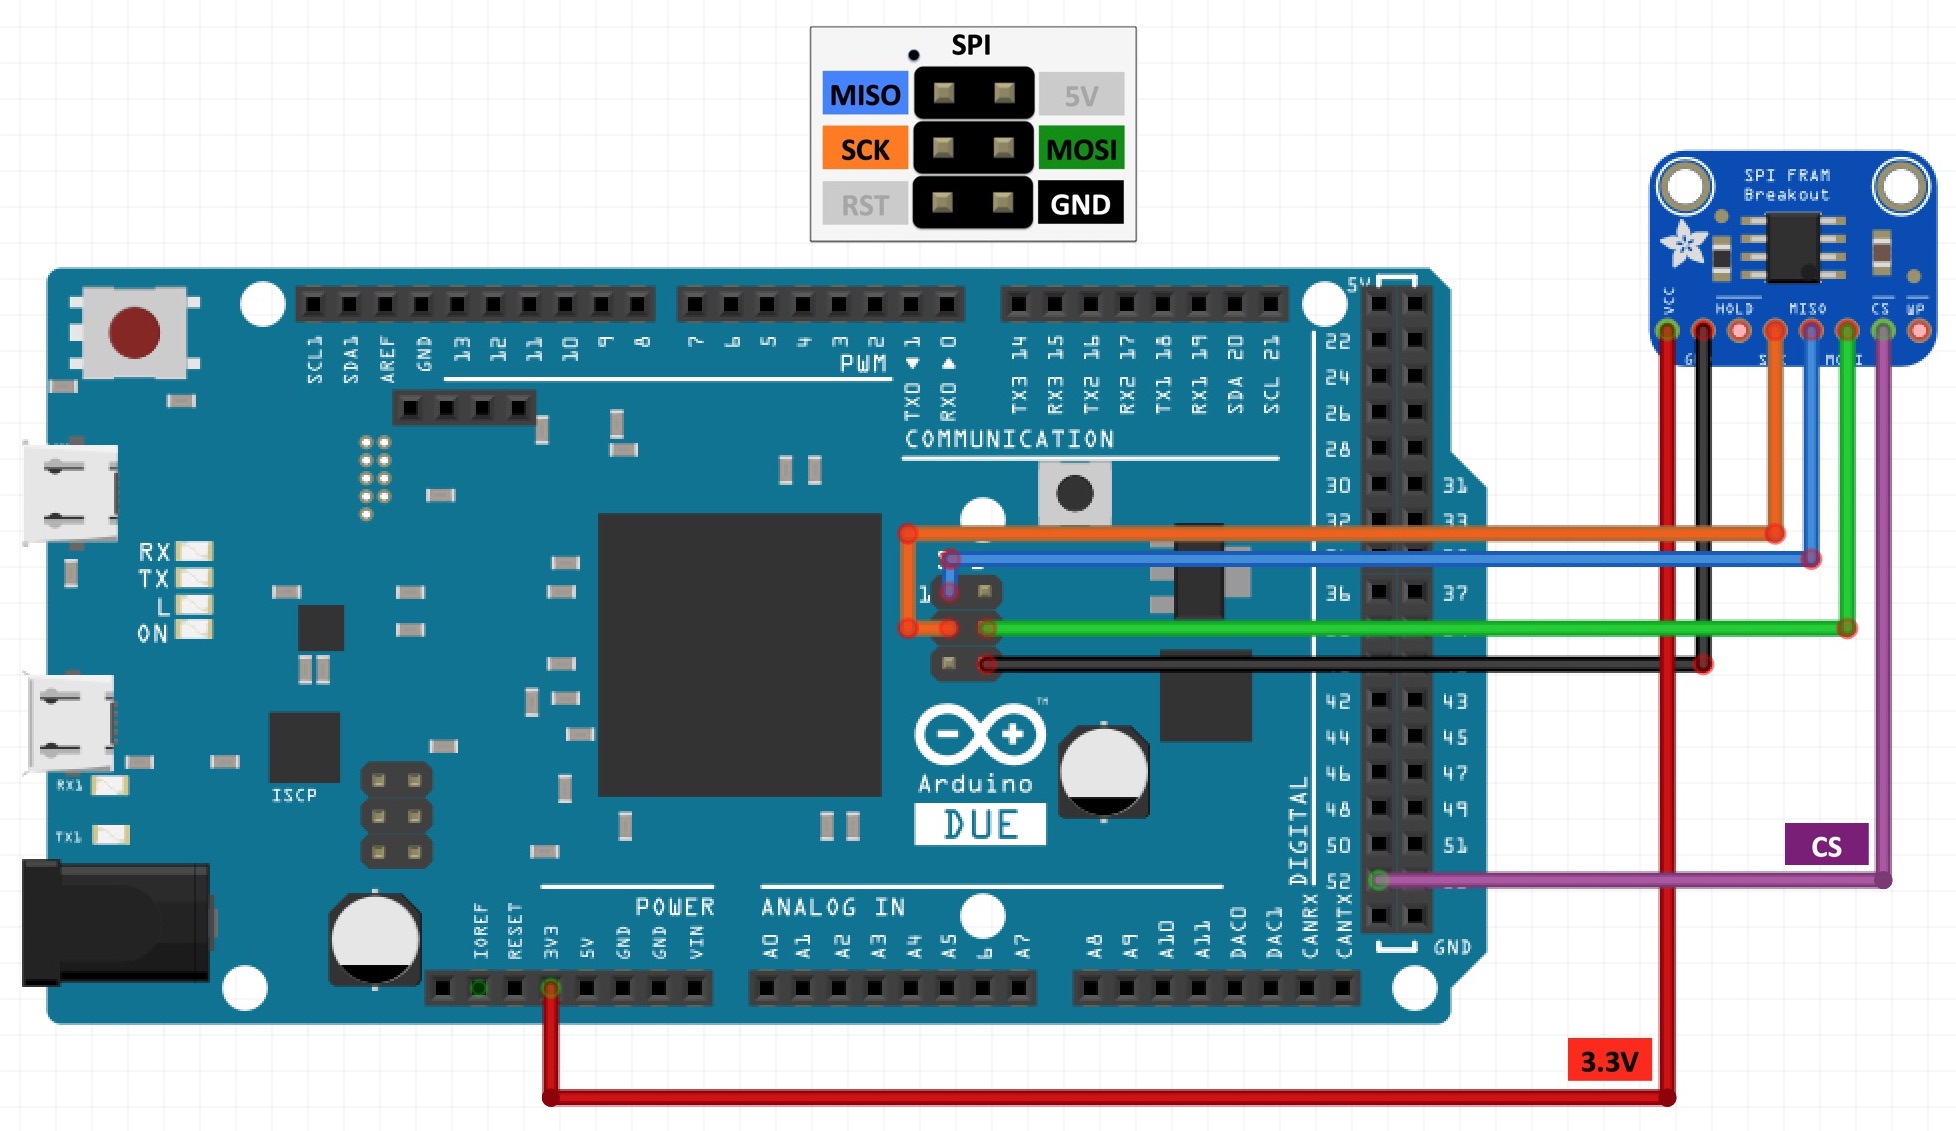 SPI
MISO 5V
SCK MOSI
RST GND
SPI FRAM
Breakout
VCC HOLD MISO CS WP
5V
SCL1 SDA1 AREF GND 13 12 11 10 9 8 7 6 5 4 3 2 1 0
PWM
TX0 RX0
TX3 14 RX3 15 TX2 16 RX2 17 TX1 18 RX1 19 SDA 20 SCL 21
COMMUNICATION
22
24
26
28
30 31
32 33
36 37
42 43
44 45
46 47
48 49
50 51
52
DIGITAL
GND
RX
TX
L
ON
1
RX1
TX1
ISCP
TM
Arduino
DUE
POWER
IOREF RESET 3V3 5V GND GND VIN
ANALOG IN
A0 A1 A2 A3 A4 A5 A7
A8 A9 A10 A11 DAC0 DAC1 CANRX CANTX
CS
3.3V